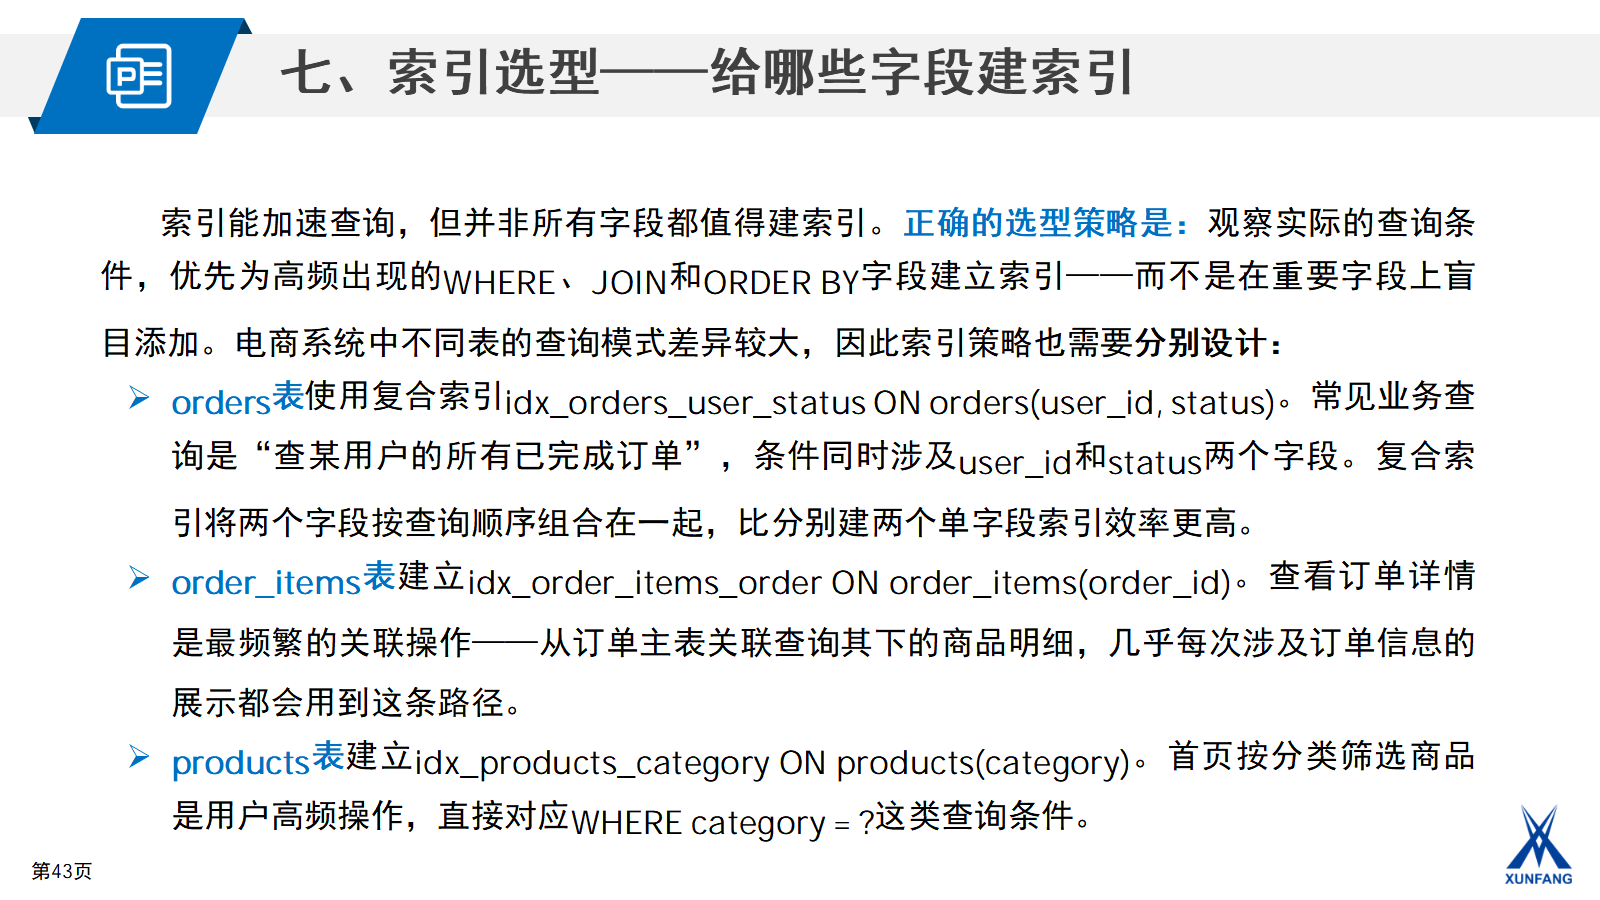 七、索引选型——给哪些字段建索引
索引能加速查询，但并非所有字段都值得建索引。正确的选型策略是：观察实际的查询条
件，优先为高频出现的WHERE、JOIN和ORDER BY字段建立索引——而不是在重要字段上盲
目添加。电商系统中不同表的查询模式差异较大，因此索引策略也需要分别设计：
➢ orders表使用复合索引idx_orders_user_status ON orders(user_id, status)。常见业务查
询是“查某用户的所有已完成订单”，条件同时涉及user_id和status两个字段。复合索
引将两个字段按查询顺序组合在一起，比分别建两个单字段索引效率更高。
➢ order_items表建立idx_order_items_order ON order_items(order_id)。查看订单详情
是最频繁的关联操作——从订单主表关联查询其下的商品明细，几乎每次涉及订单信息的
展示都会用到这条路径。
➢ products表建立idx_products_category ON products(category)。首页按分类筛选商品
是用户高频操作，直接对应WHERE category = ?这类查询条件。
第43页
XUNFANG